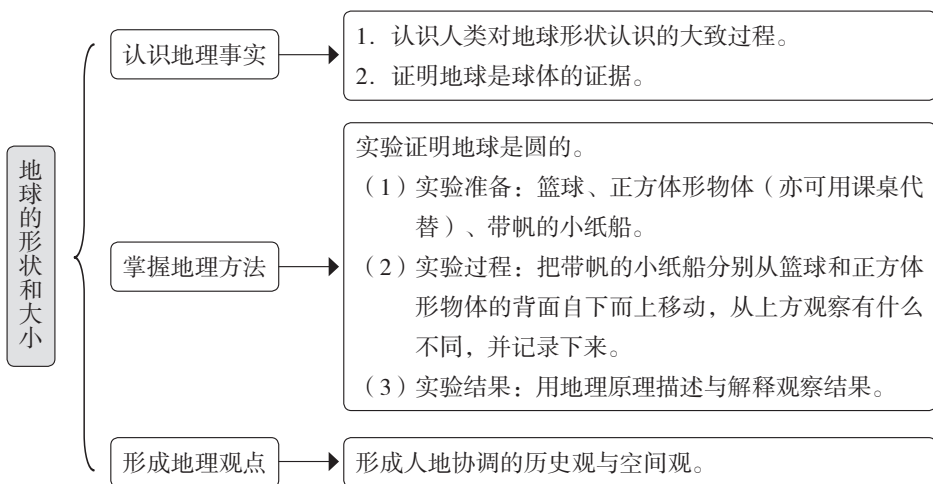 地球的形状和大小
认识地理事实
1. 认识人类对地球形状认识的大致过程。
2. 证明地球是球体的证据。
掌握地理方法
实验证明地球是圆的。
（1）实验准备：篮球、正方体形物体（亦可用课桌代
替）、带帆的小纸船。
（2）实验过程：把带帆的小纸船分别从篮球和正方体
形物体的背面自下而上移动，从上方观察有什么
不同，并记录下来。
（3）实验结果：用地理原理描述与解释观察结果。
形成地理观点
形成人地协调的历史观与空间观。